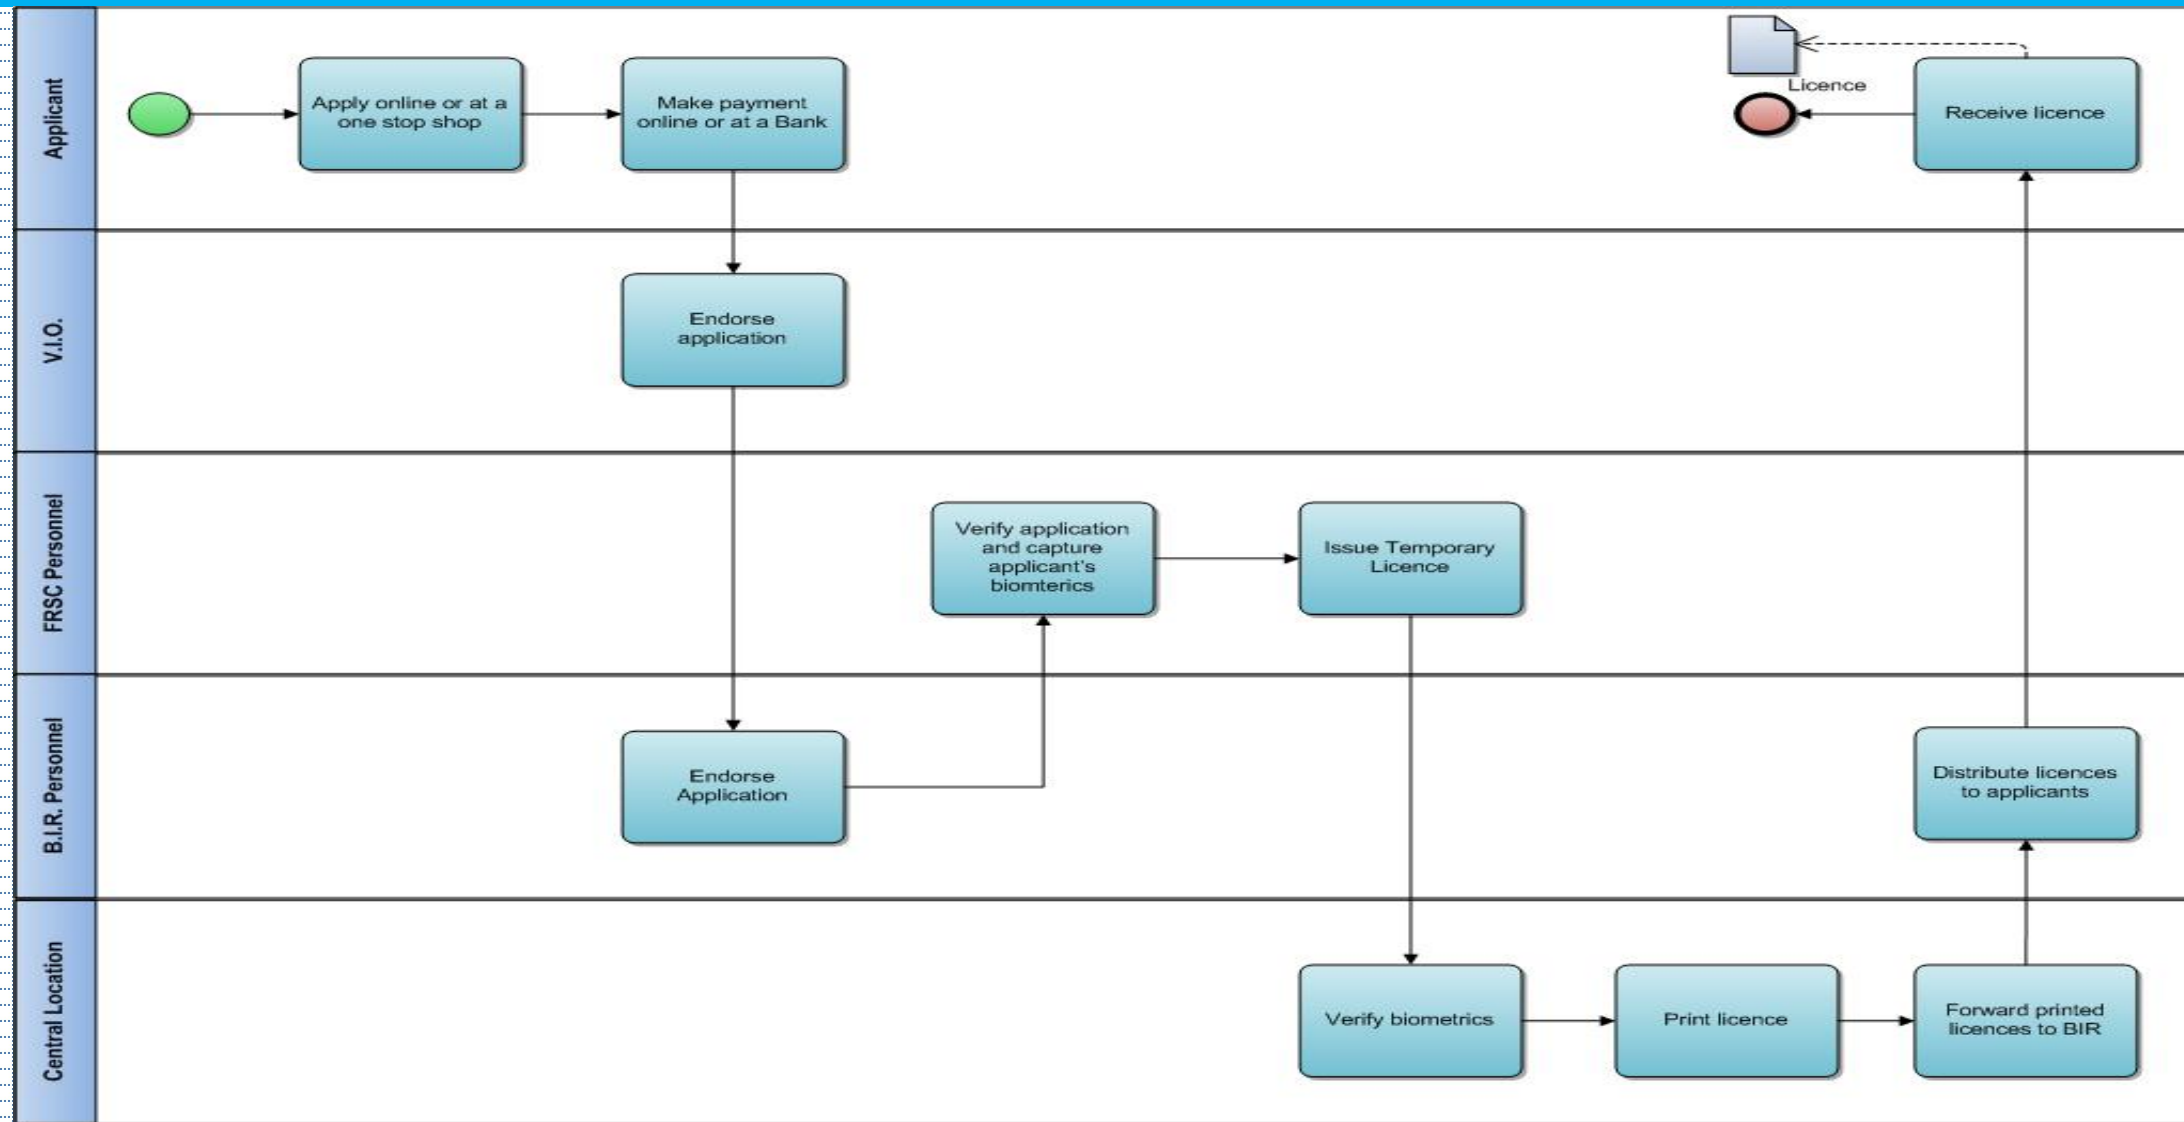 Applicant
Apply online or at a
one stop shop
Make payment
online or at a Bank
Licence
Receive licence
V.I.O.
Endorse
application
FRSC Personnel
Verify application
and capture
applicant's
biomterics
Issue Temporary
Licence
B.I.R. Personnel
Endorse
Application
Distribute licences
to applicants
Central Location
Verify biometrics
Print licence
Forward printed
licences to BIR